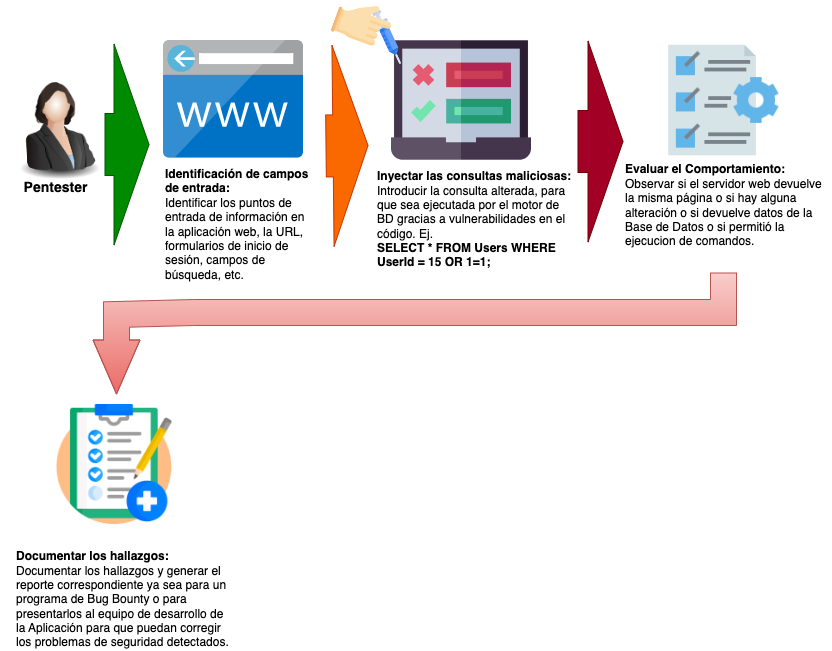 WWW
Pentester
Identificación de campos
de entrada:
Identificar los puntos de
entrada de información en
la aplicación web, la URL,
formularios de inicio de
sesión, campos de
búsqueda, etc.
Inyectar las consultas maliciosas:
Introducir la consulta alterada, para
que sea ejecutada por el motor de
BD gracias a vulnerabilidades en el
código. Ej.
SELECT * FROM Users WHERE
UserId = 15 OR 1=1;
Evaluar el Comportamiento:
Observar si el servidor web devuelve
la misma página o si hay alguna
alteración o si devuelve datos de la
Base de Datos o si permitió la
ejecucion de comandos.
Documentar los hallazgos:
Documentar los hallazgos y generar el
reporte correspondiente ya sea para un
programa de Bug Bounty o para
presentarlos al equipo de desarrollo de
la Aplicación para que puedan corregir
los problemas de seguridad detectados.